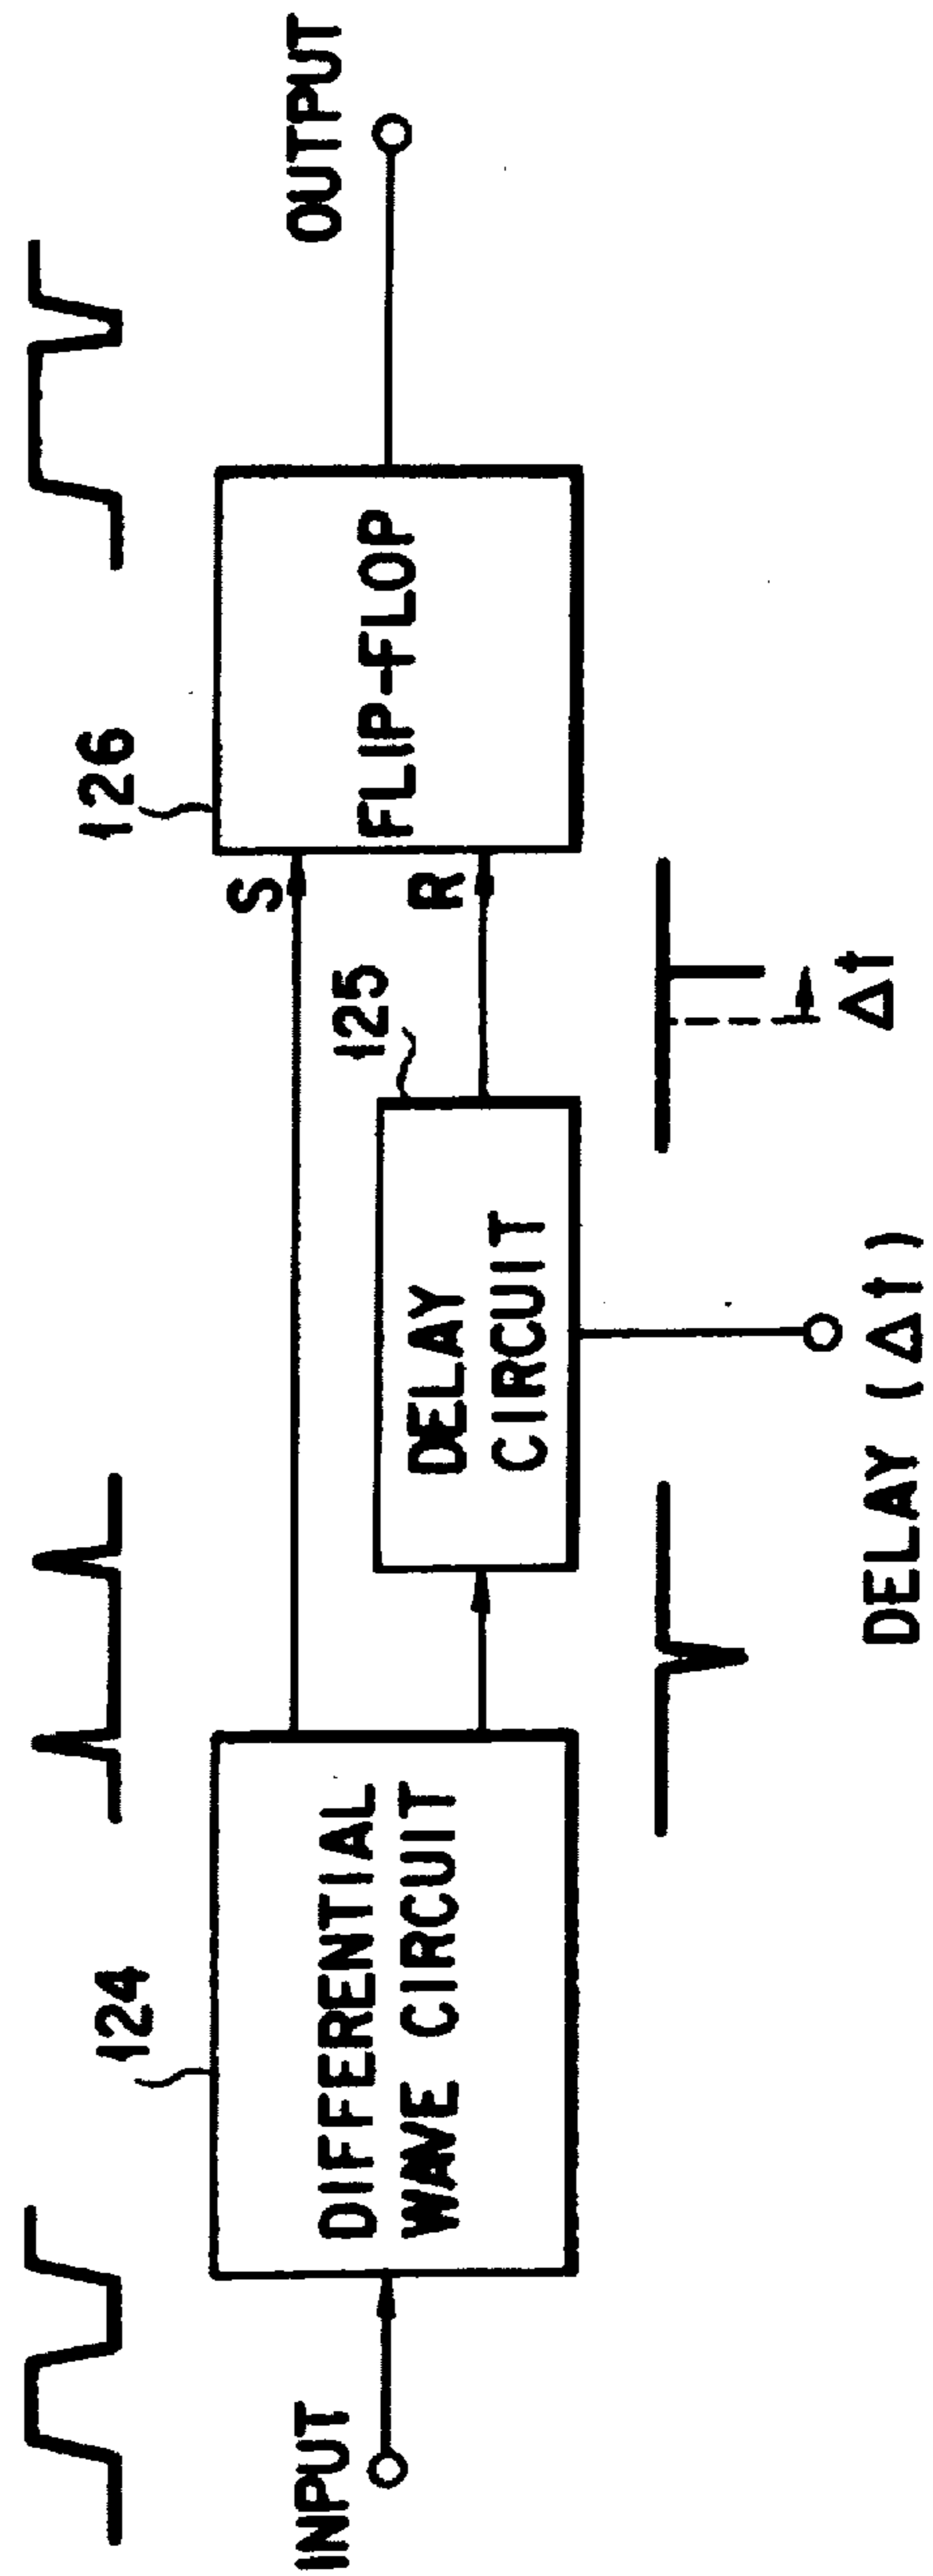 INPUT
124
DIFFERENTIAL
WAVE CIRCUIT
DELAY
CIRCUIT
125
DELAY (Δt)
Δt
S
R
126
FLIP-FLOP
OUTPUT